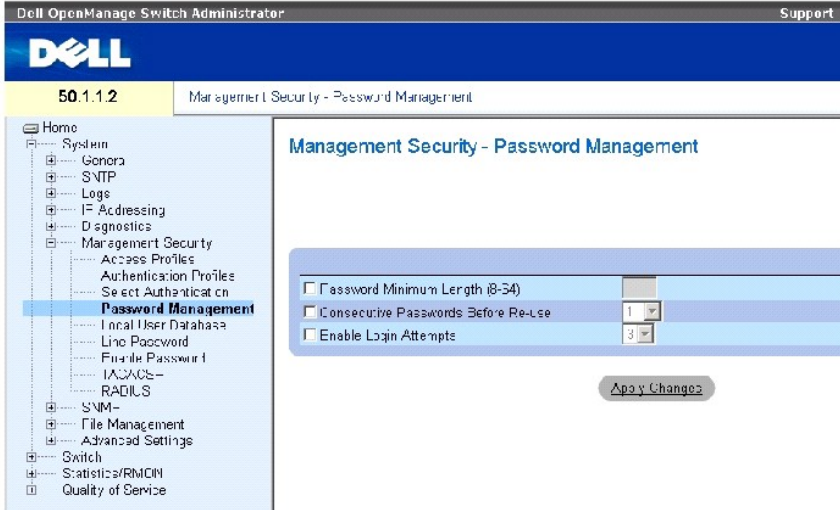 Dell OpenManage Switch Administrator
Support
DELL
50.1.1.2
Management Security - Password Management
Home
System
General
SNTP
Logs
IP Addressing
Diagnostics
Management Security
Access Profiles
Authentication Profiles
Select Authentication
Password Management
Local User Database
Line Password
Enable Password
TACACS+
RADIUS
SNMP
File Management
Advanced Settings
Switch
Statistics/RMON
Quality of Service
Management Security - Password Management
Password Minimum Length (8-64)
Consecutive Passwords Before Re-use
1
Enable Login Attempts
3
Apply Changes